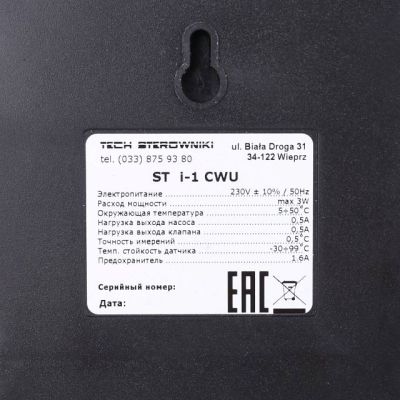 TECH STEROWNIKI ul. Biała Droga 31
tel. (033) 875 93 80 34-122 Wieprz
ST i-1 CWU
Электропитание 230V ± 10% / 50Hz
Расход мощности max 3W
Окружающая температура 5÷50°C
Нагрузка выхода насоса 0,5A
Нагрузка выхода клапана 0,5A
Точность имерений 0,5°C
Темп. стойкость датчика -30÷99°C
Предохранитель 1.6A
Серийный номер:
Дата:
EAC